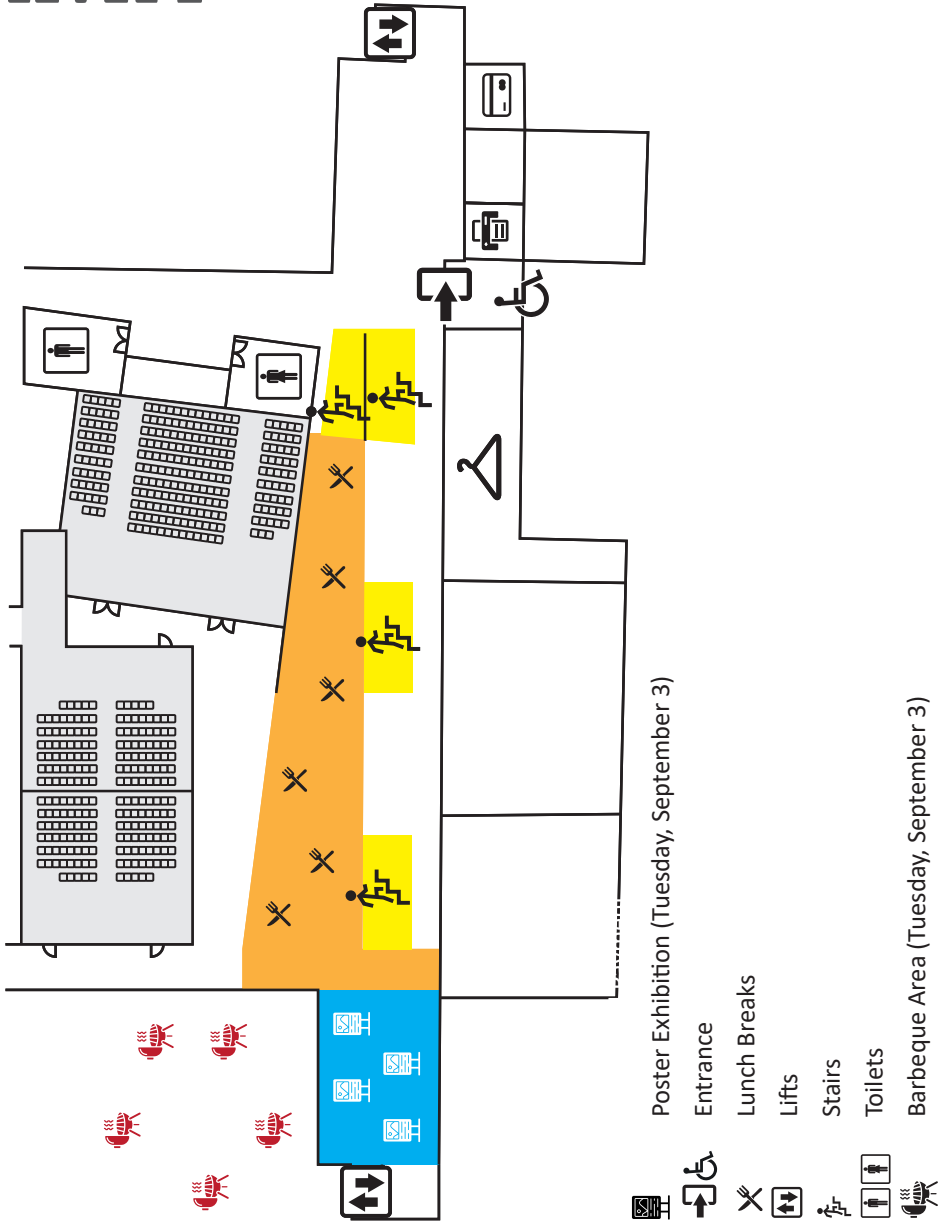 Poster Exhibition (Tuesday, September 3)
Entrance
Lunch Breaks
Lifts
Stairs
Toilets
Barbeque Area (Tuesday, September 3)